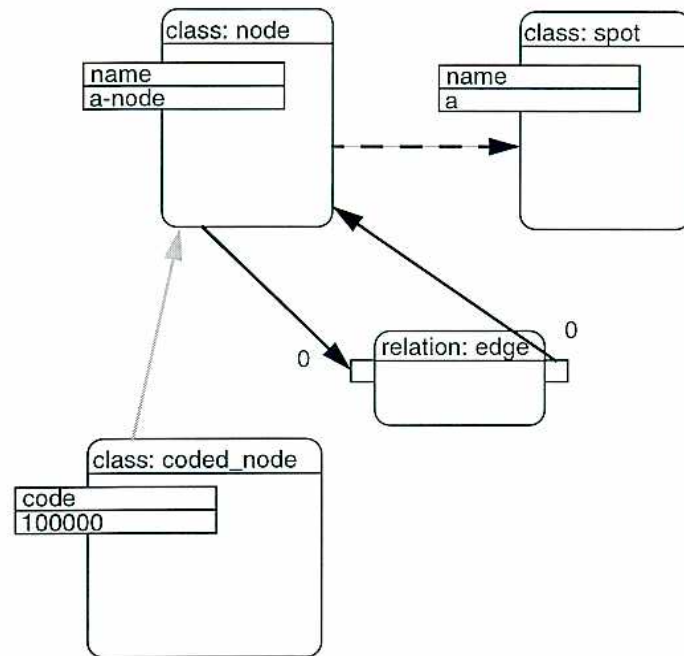 class: node
name
a-node
class: spot
name
a
0
relation: edge
0
class: coded_node
code
100000